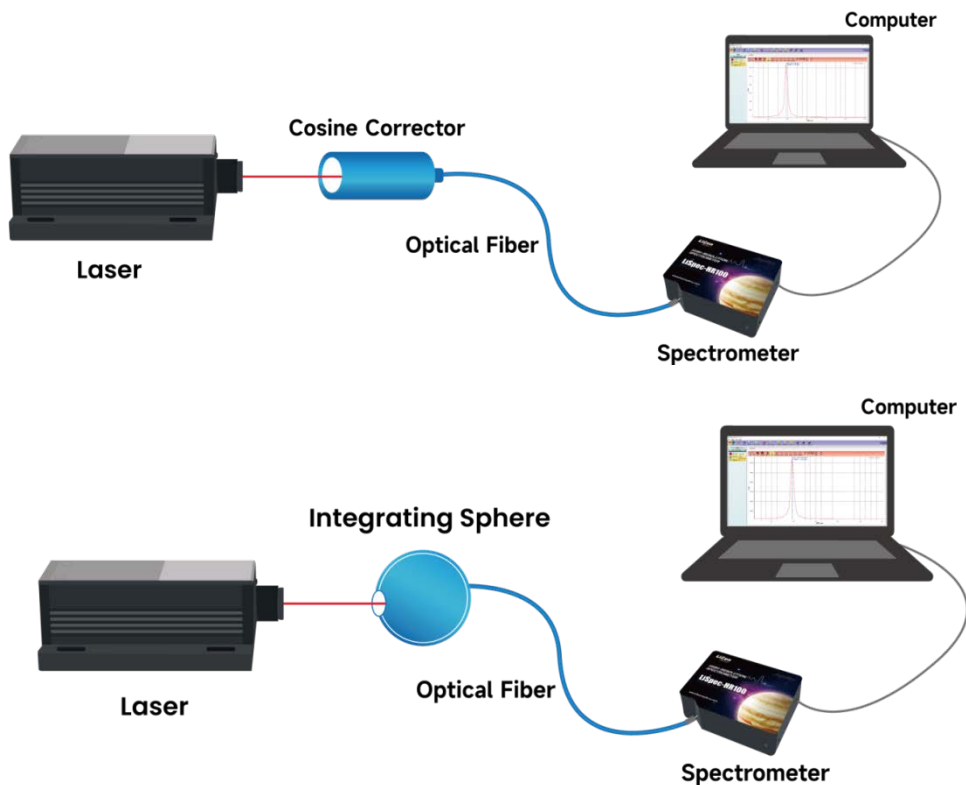 Computer
Cosine Corrector
Optical Fiber
Laser
LiSpec-HR100
Spectrometer
Computer
Integrating Sphere
Optical Fiber
Laser
LiSpec-HR100
Spectrometer